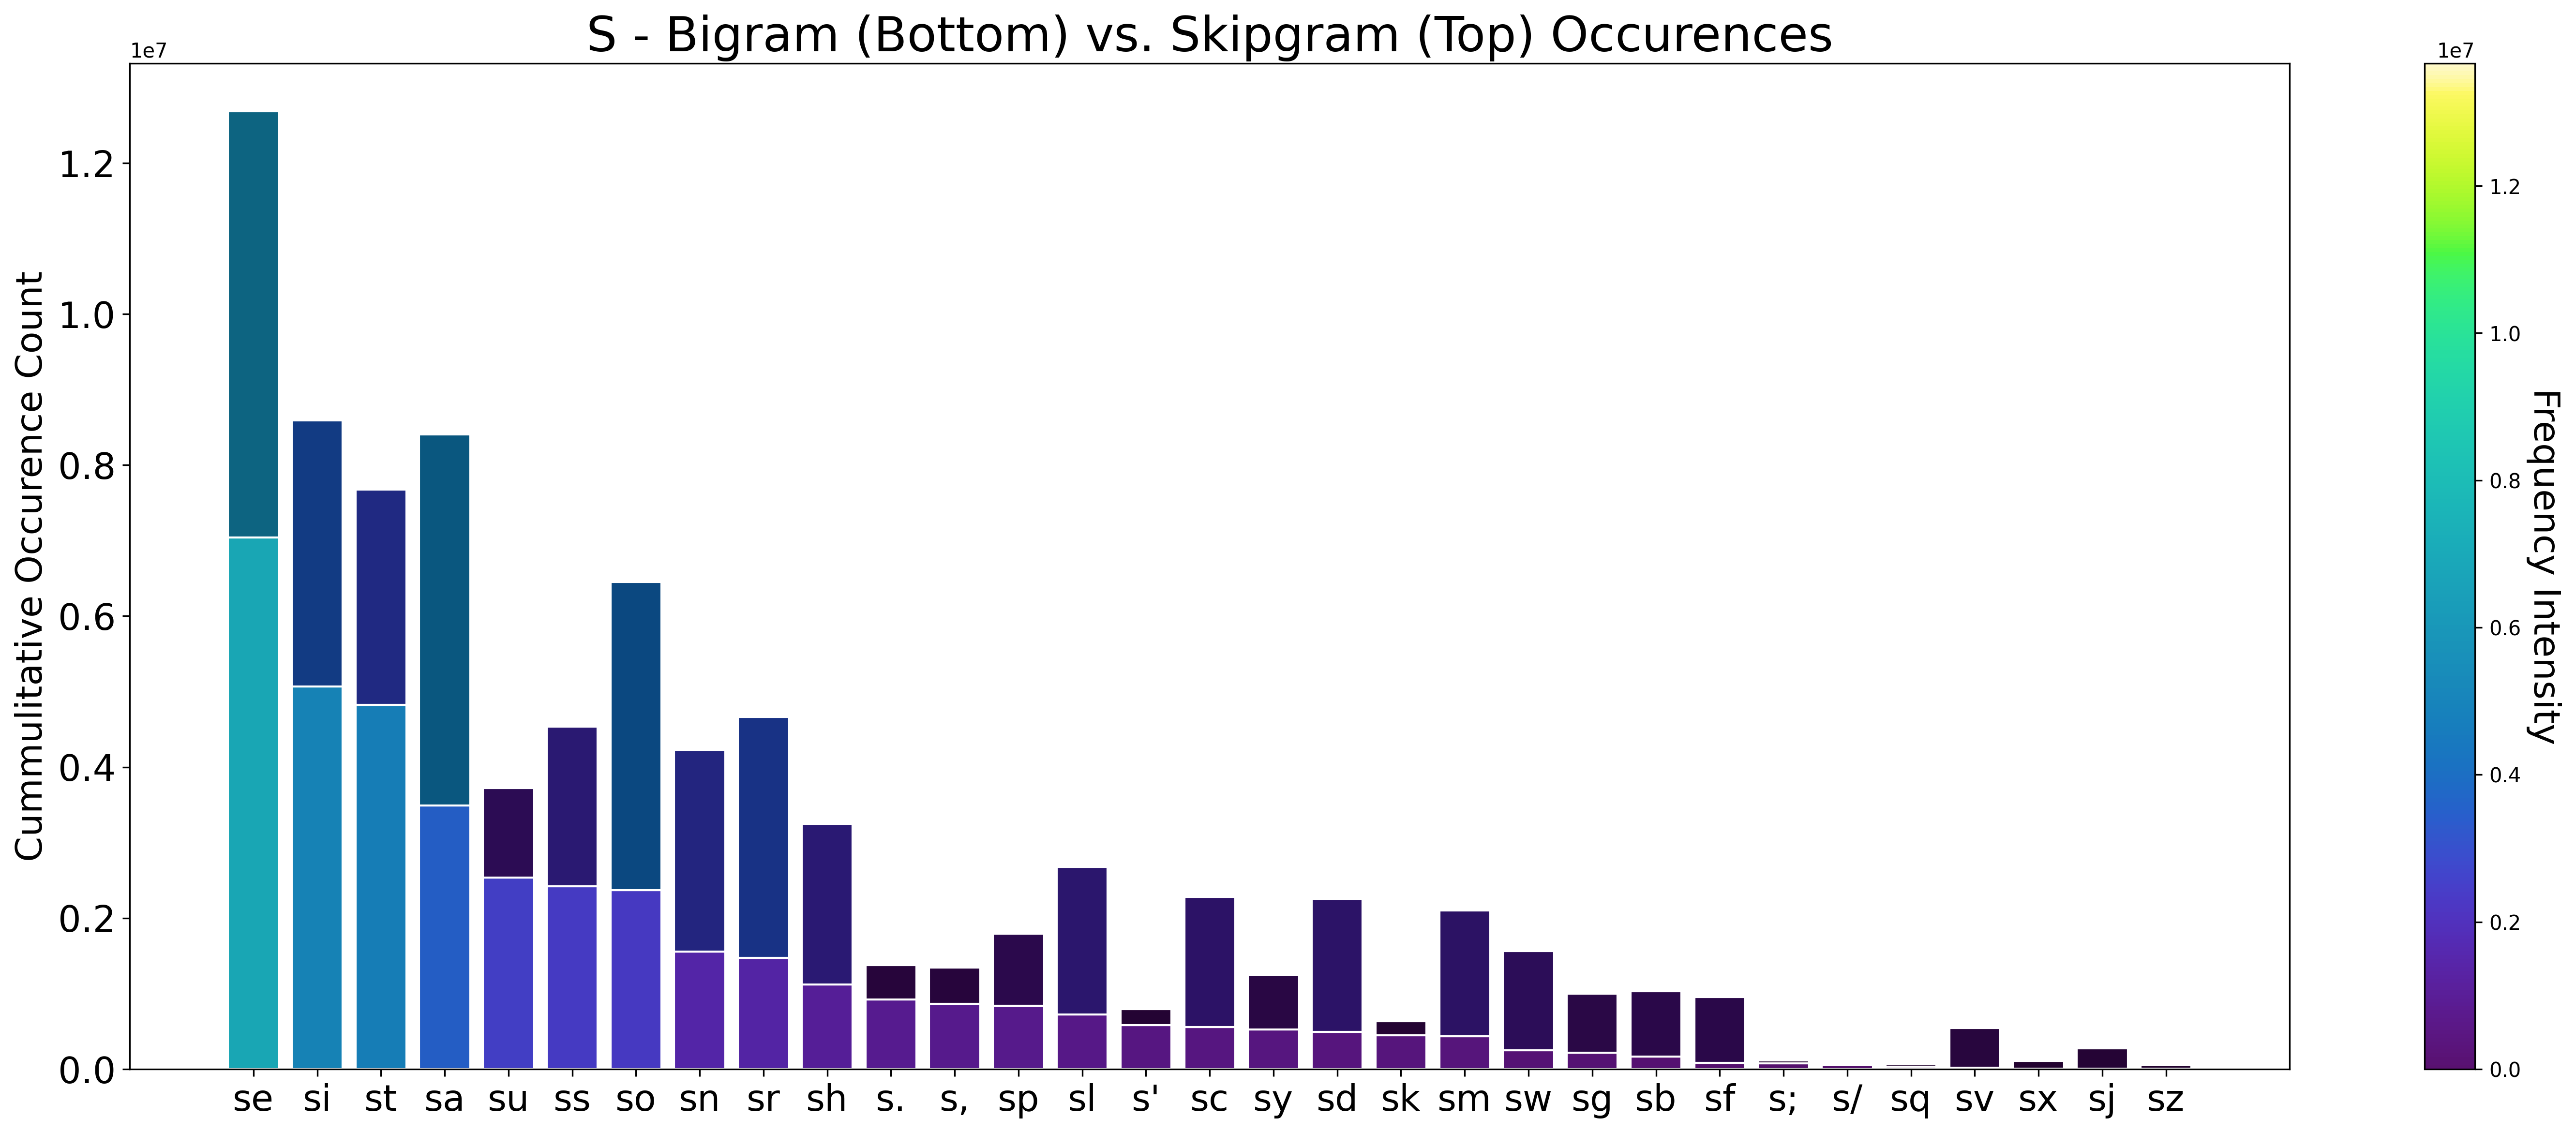 S - Bigram (Bottom) vs. Skipgram (Top) Occurences
1e7
1e7
Cummulitative Occurence Count
1.2
1.0
0.8
0.6
0.4
0.2
0.0
se si st sa su ss so sn sr sh s. s, sp sl s' sc sy sd sk sm sw sg sb sf s; s/ sq sv sx sj sz
1.2
1.0
0.8
0.6
0.4
0.2
0.0
Frequency Intensity